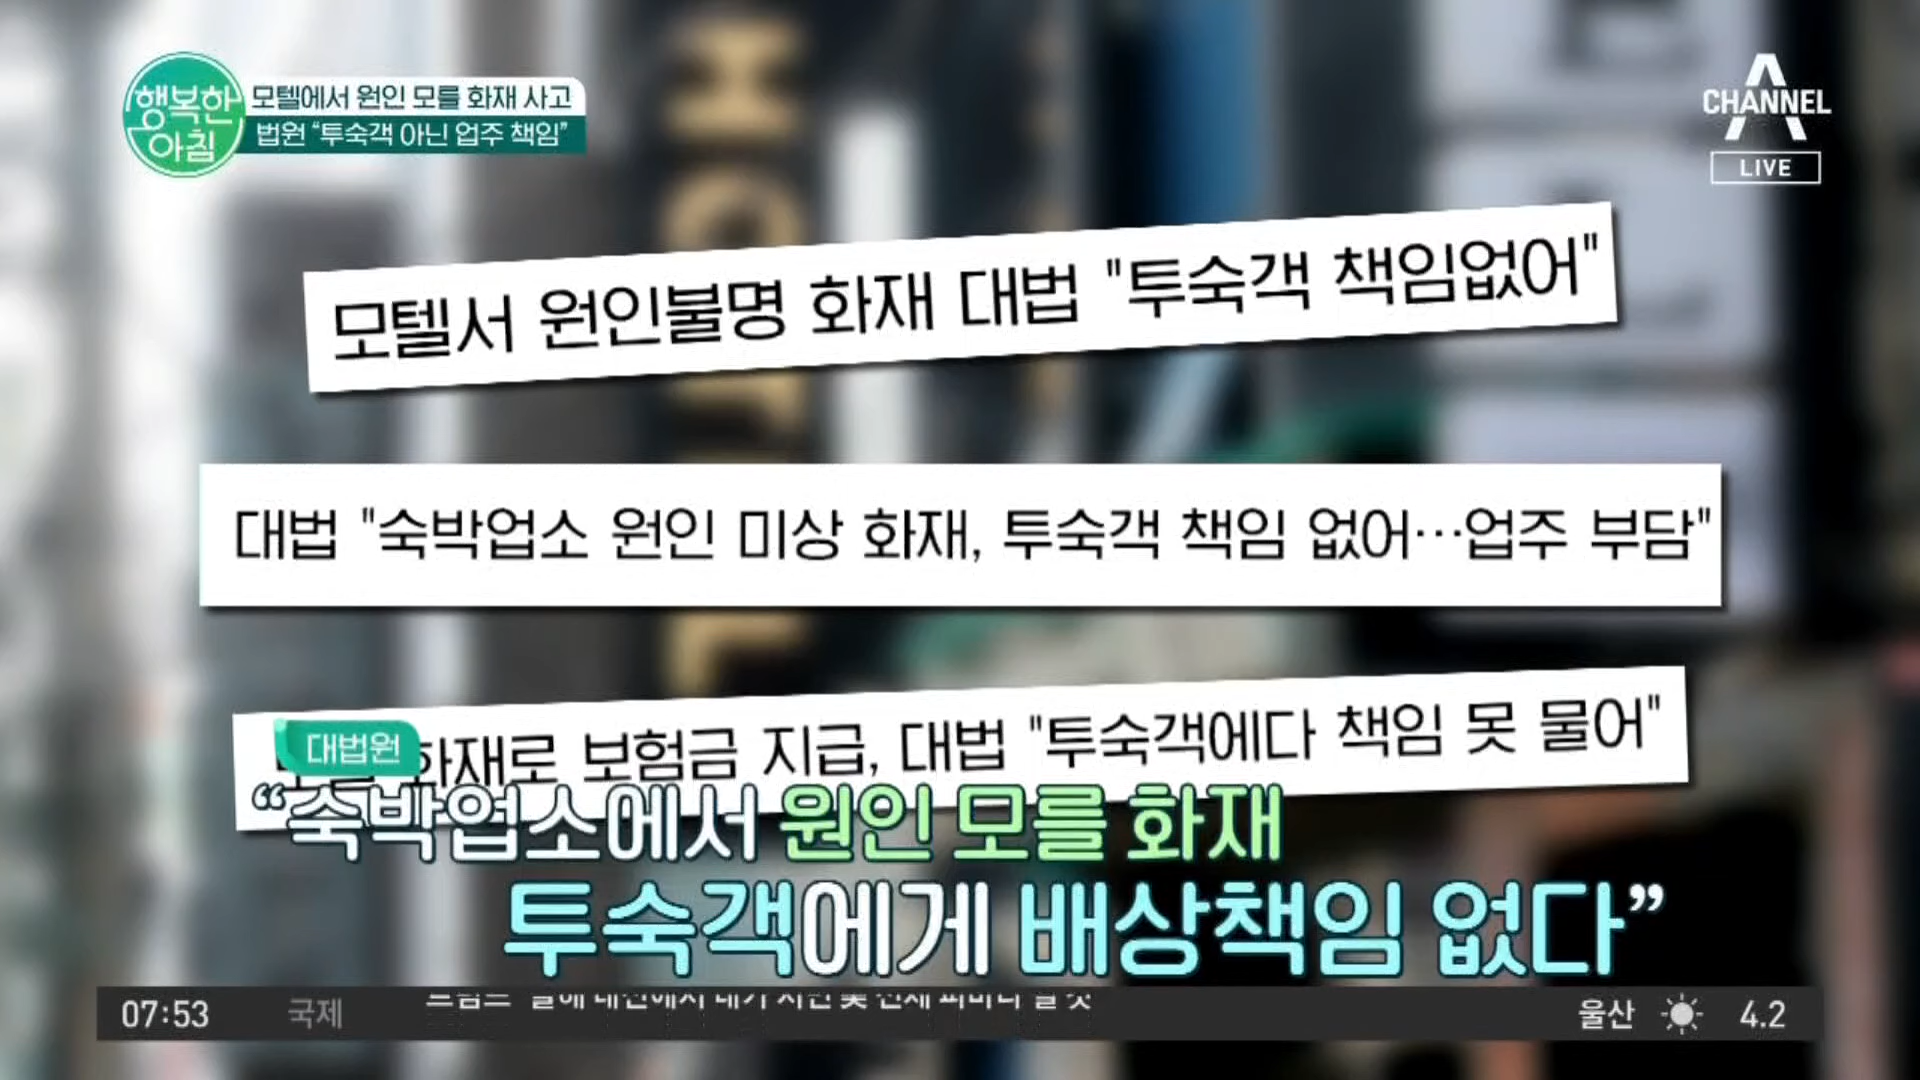 행복한
아침
모텔에서 원인 모를 화재 사고
법원 “투숙객 아닌 업주 책임”
CHANNEL A
LIVE
HOTEL
모텔서 원인불명 화재 대법 "투숙객 책임없어"
대법 "숙박업소 원인 미상 화재, 투숙객 책임 없어…업주 부담"
화재로 보험금 지급, 대법 "투숙객에다 책임 못 물어"
대법원
“숙박업소에서 원인 모를 화재
투숙객에게 배상책임 없다”
07:53 국제
울산 4.2